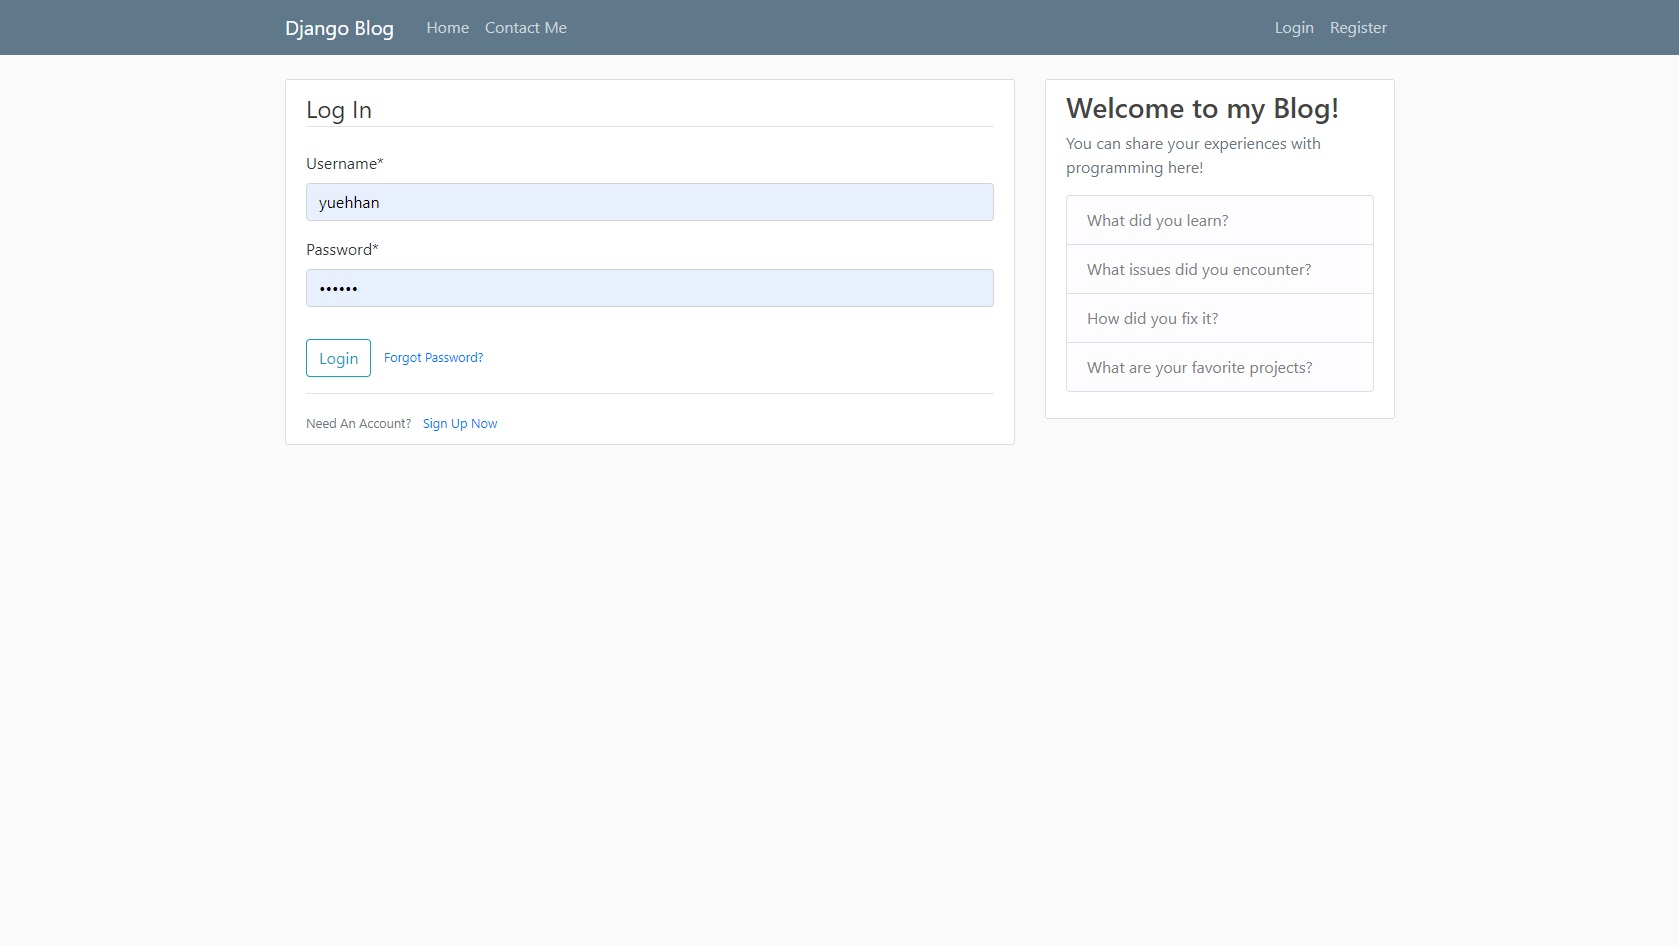 Django Blog Home Contact Me Login Register
Log In
Username*
yuehhan
Password*
••••••
Login Forgot Password?
Need An Account? Sign Up Now
Welcome to my Blog!
You can share your experiences with
programming here!
What did you learn?
What issues did you encounter?
How did you fix it?
What are your favorite projects?